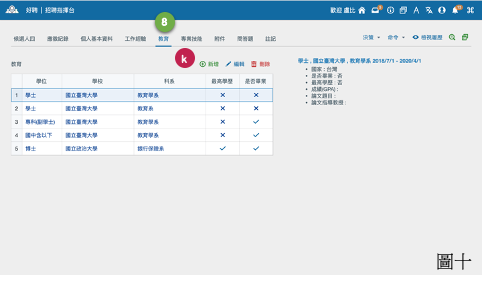 好聘 | 招聘指揮台
歡迎 盧比
8
候選人四 應徵紀錄 個人基本資料 工作經驗 教育 專長技能 附件 問答題 註記
決策 命令 檢視履歷
k
教育
新增 編輯 刪除
學位 學校 科系 最高學歷 是否畢業
1 學士 國立臺灣大學 教育學系 × ×
2 學士 國立臺灣大學 教育系 × ×
3 專科(副學士) 國立臺灣大學 教育學系 × ✓
4 國中含以下 國立臺灣大學 教育學系 × ✓
5 博士 國立政治大學 銀行保險系 ✓ ✓
學士 , 國立臺灣大學 , 教育學系 2016/7/1 - 2020/4/1
• 國家 : 台灣
• 是否畢業 : 否
• 最高學歷 : 否
• 成績(GPA) :
• 論文題目 :
• 論文指導教授 :
圖十